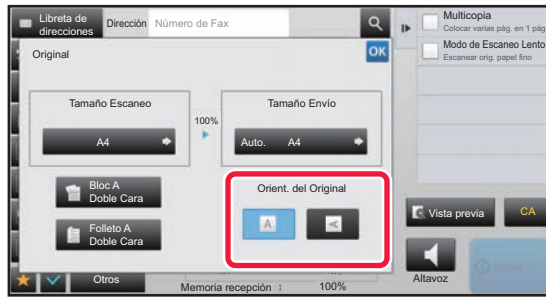 Libreta de
direcciones
Dirección
Número de Fax
Multicopia
Colocar varias pág. en 1 pág
Modo de Escaneo Lento
Escanear orig. papel fino
Original
OK
Tamaño Escaneo
100%
Tamaño Envío
A4
Auto. A4
Bloc A
Doble Cara
Folleto A
Doble Cara
Orient. del Original
A
A
Vista previa
CA
Otros
Memoria recepción : 100%
Altavoz